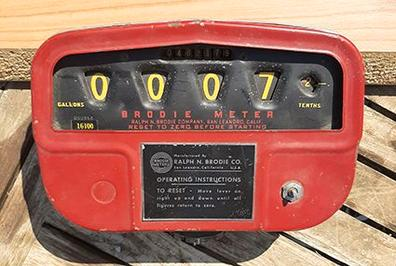 0 0 0 7 2
GALLONS TENTHS
16100
BRODIE METER
RALPH N. BRODIE COMPANY, SAN LEANDRO, CALIF.
RESET TO ZERO BEFORE STARTING
Manufactured By
RALPH N. BRODIE CO.
San Leandro, California U.S.A.
OPERATING INSTRUCTIONS
TO RESET - Move lever on
right up and down until all
figures return to zero.